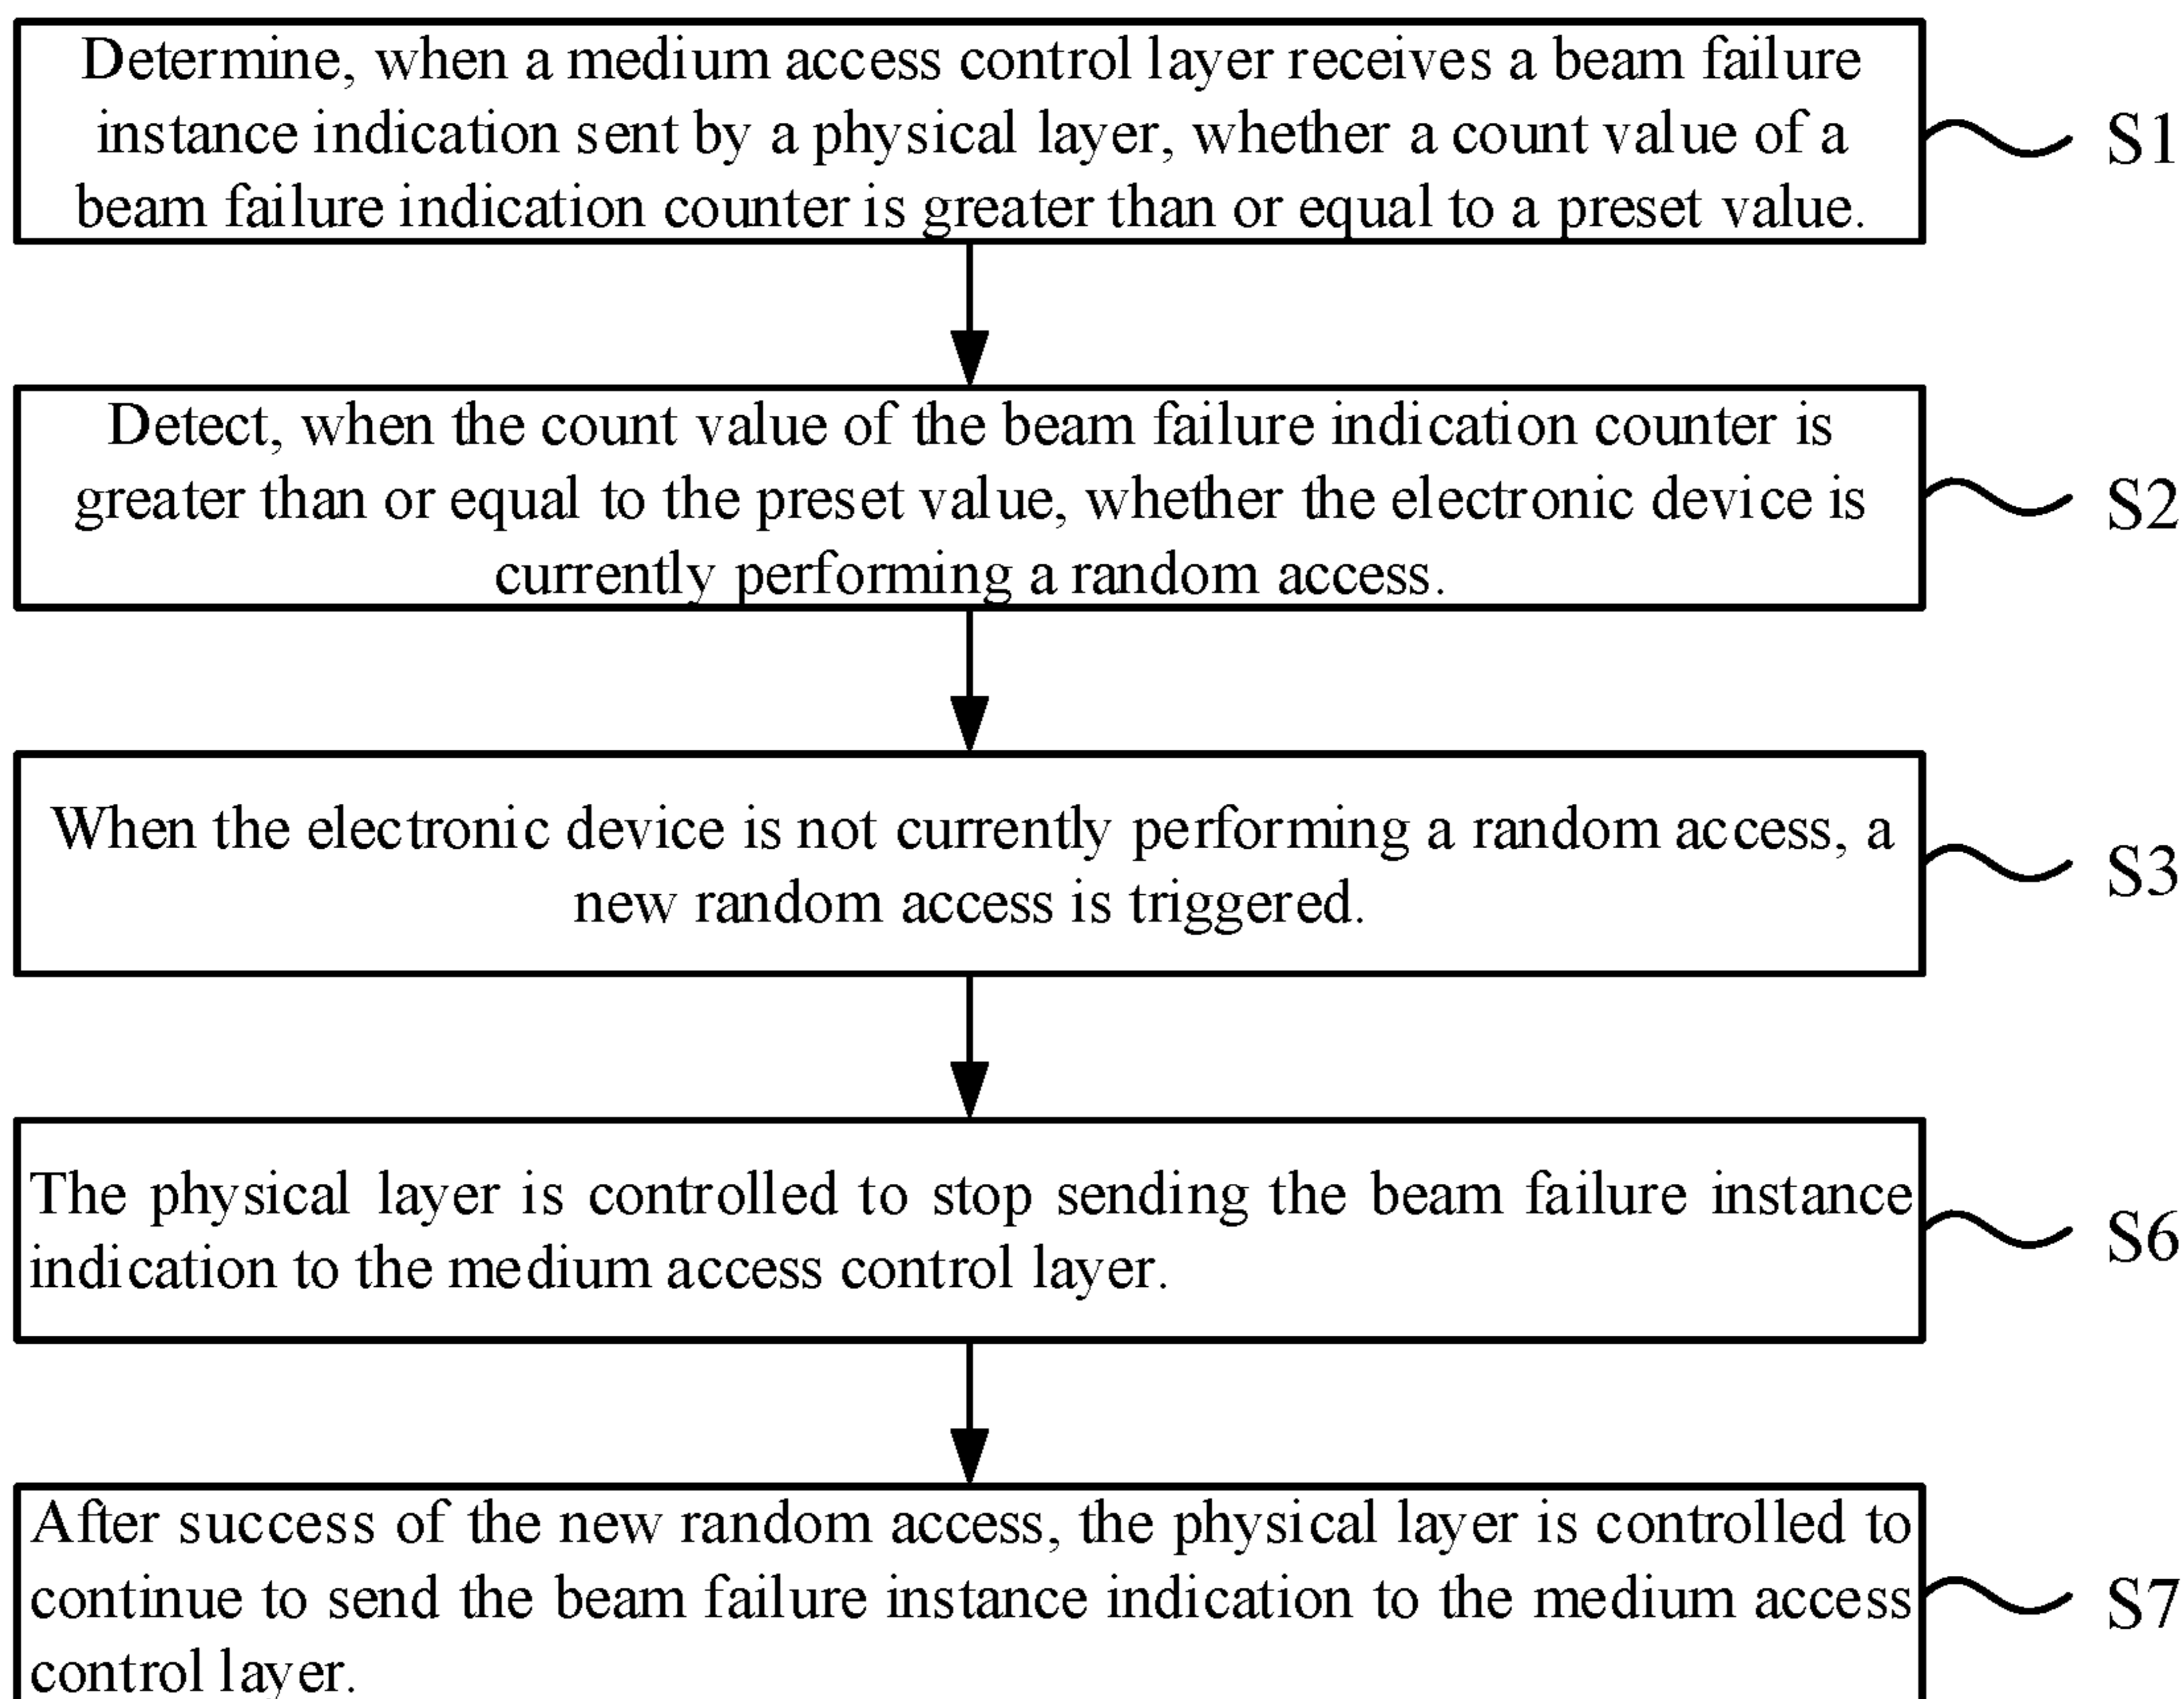 Determine, when a medium access control layer receives a beam failure
instance indication sent by a physical layer, whether a count value of a
beam failure indication counter is greater than or equal to a preset value.
S1
Detect, when the count value of the beam failure indication counter is
greater than or equal to the preset value, whether the electronic device is
currently performing a random access.
S2
When the electronic device is not currently performing a random access, a
new random access is triggered.
S3
The physical layer is controlled to stop sending the beam failure instance
indication to the medium access control layer.
S6
After success of the new random access, the physical layer is controlled to
continue to send the beam failure instance indication to the medium access
control layer.
S7